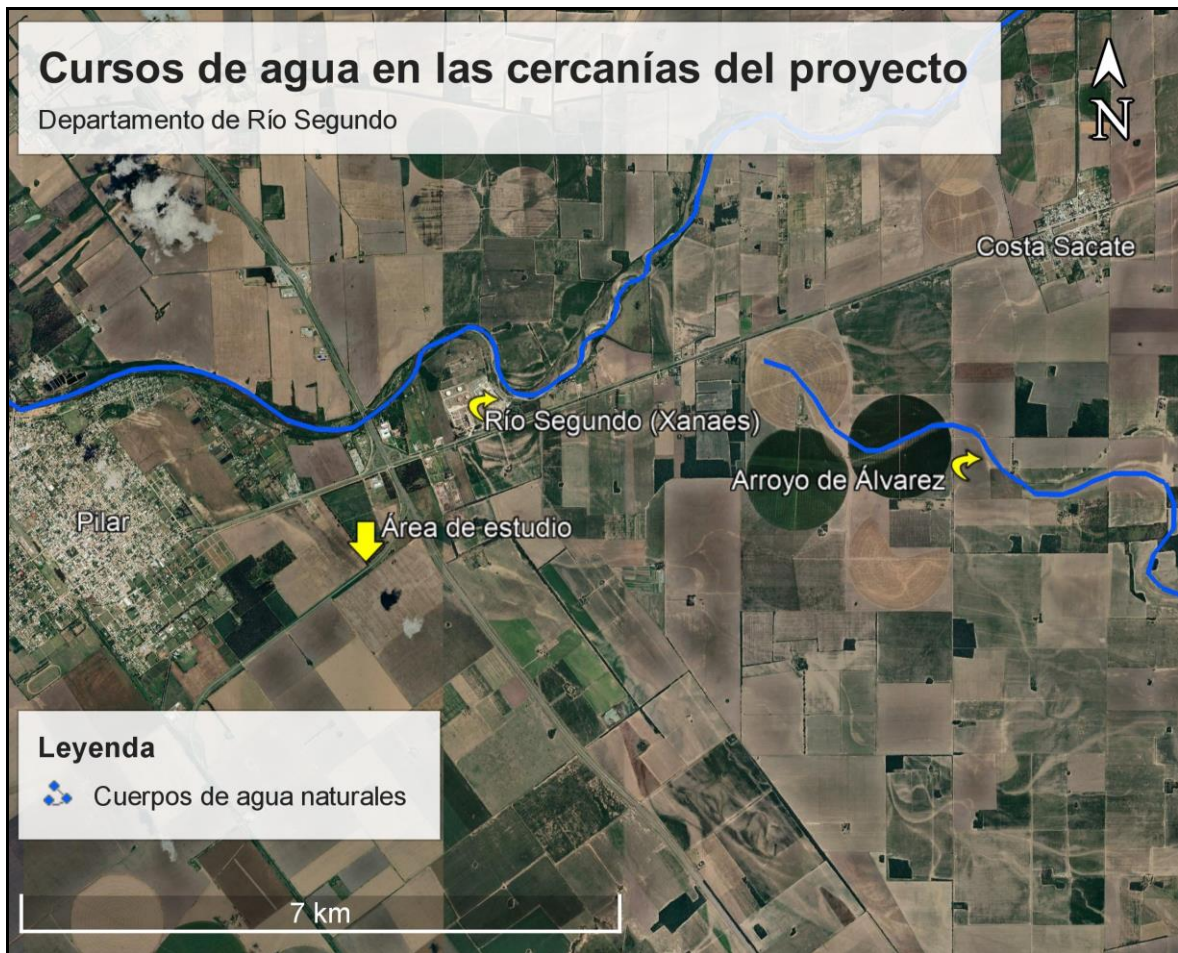 Cursos de agua en las cercanías del proyecto
Departamento de Río Segundo
N
Costa Sacate
Río Segundo (Xanaes)
Arroyo de Álvarez
Pilar
Área de estudio
Leyenda
Cuerpos de agua naturales
7 km